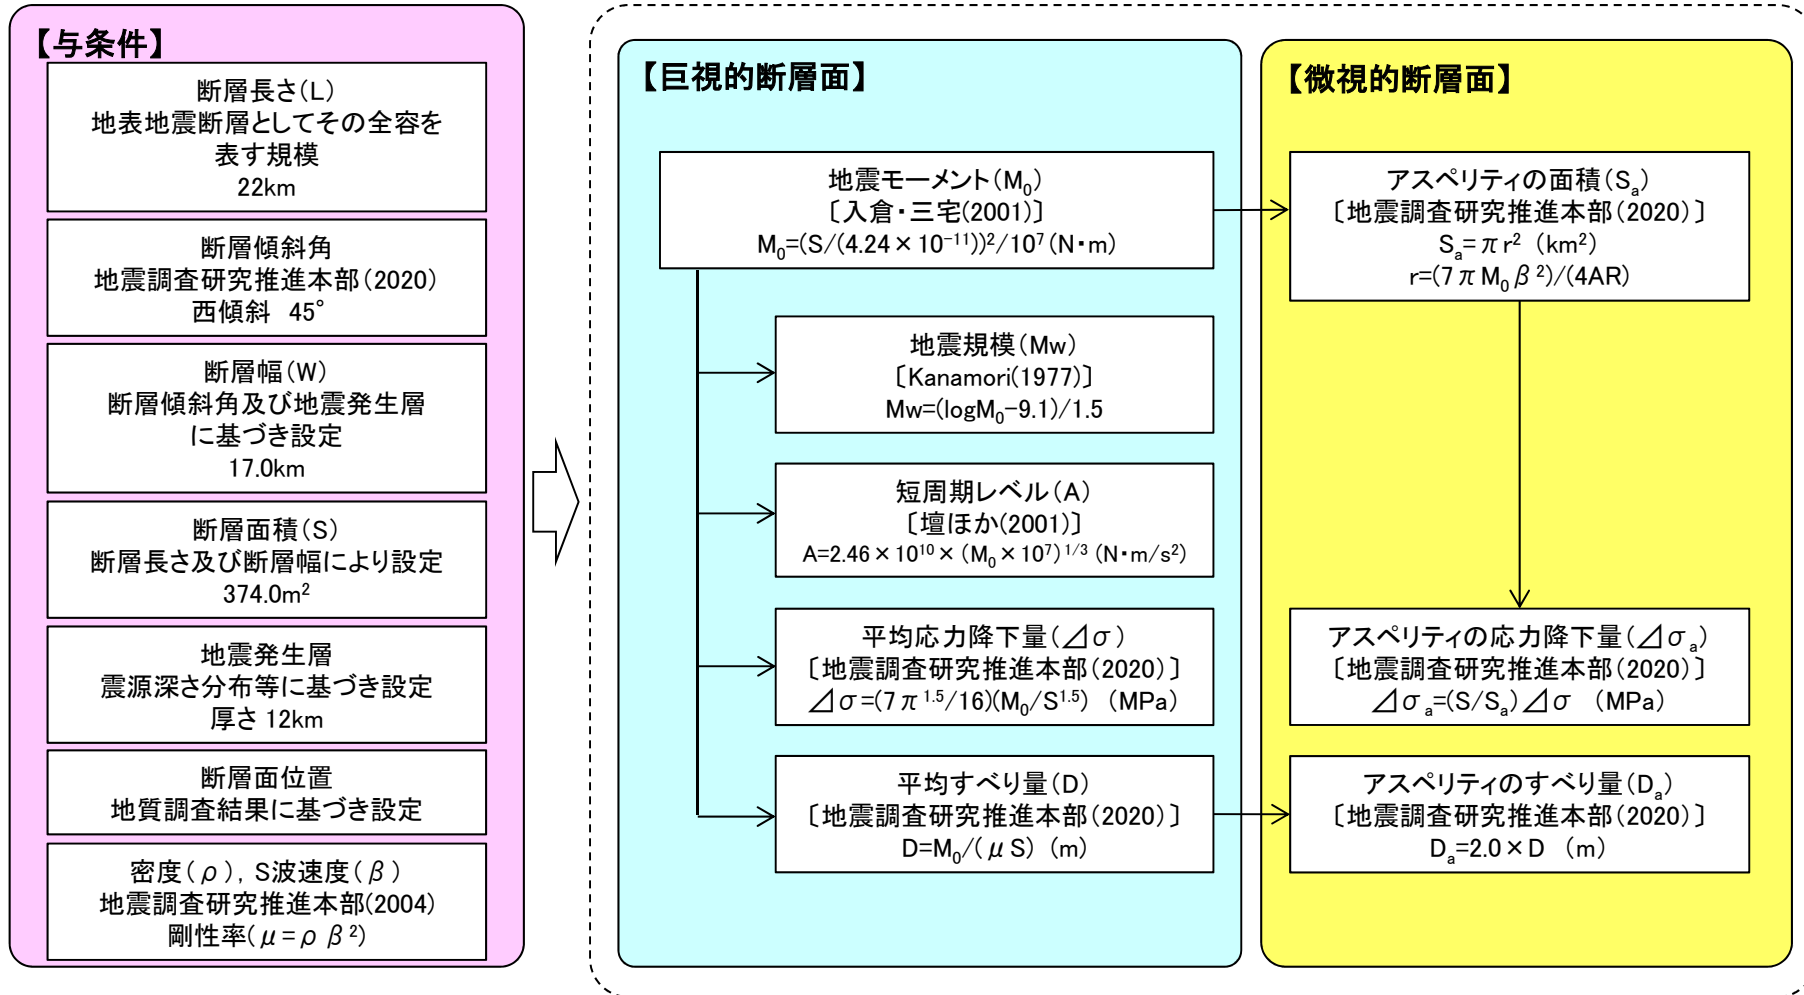 【与条件】
断層長さ(L)
地表地震断層としてその全容を
表す規模
22km
断層傾斜角
地震調査研究推進本部(2020)
西傾斜 45°
断層幅(W)
断層傾斜角及び地震発生層
に基づき設定
17.0km
断層面積(S)
断層長さ及び断層幅により設定
374.0m²
地震発生層
震源深さ分布等に基づき設定
厚さ 12km
断層面位置
地質調査結果に基づき設定
密度(ρ), S波速度(β)
地震調査研究推進本部(2004)
剛性率(μ=ρβ²)
【巨視的断層面】
地震モーメント(M₀)
〔入倉・三宅(2001)〕
M₀=(S/(4.24×10⁻¹¹))²/10⁷(N・m)
地震規模(Mw)
〔Kanamori(1977)〕
Mw=(logM₀-9.1)/1.5
短周期レベル(A)
〔壇ほか(2001)〕
A=2.46×10¹⁰×(M₀×10⁷)¹/³(N・m/s²)
平均応力降下量(⊿σ)
〔地震調査研究推進本部(2020)〕
⊿σ=(7π¹·⁵/16)(M₀/S¹·⁵) (MPa)
平均すべり量(D)
〔地震調査研究推進本部(2020)〕
D=M₀/(μS) (m)
【微視的断層面】
アスペリティの面積(Sₐ)
〔地震調査研究推進本部(2020)〕
Sₐ=πr² (km²)
r=(7πM₀β²)/(4AR)
アスペリティの応力降下量(⊿σₐ)
〔地震調査研究推進本部(2020)〕
⊿σₐ=(S/Sₐ)⊿σ (MPa)
アスペリティのすべり量(Dₐ)
〔地震調査研究推進本部(2020)〕
Dₐ=2.0×D (m)